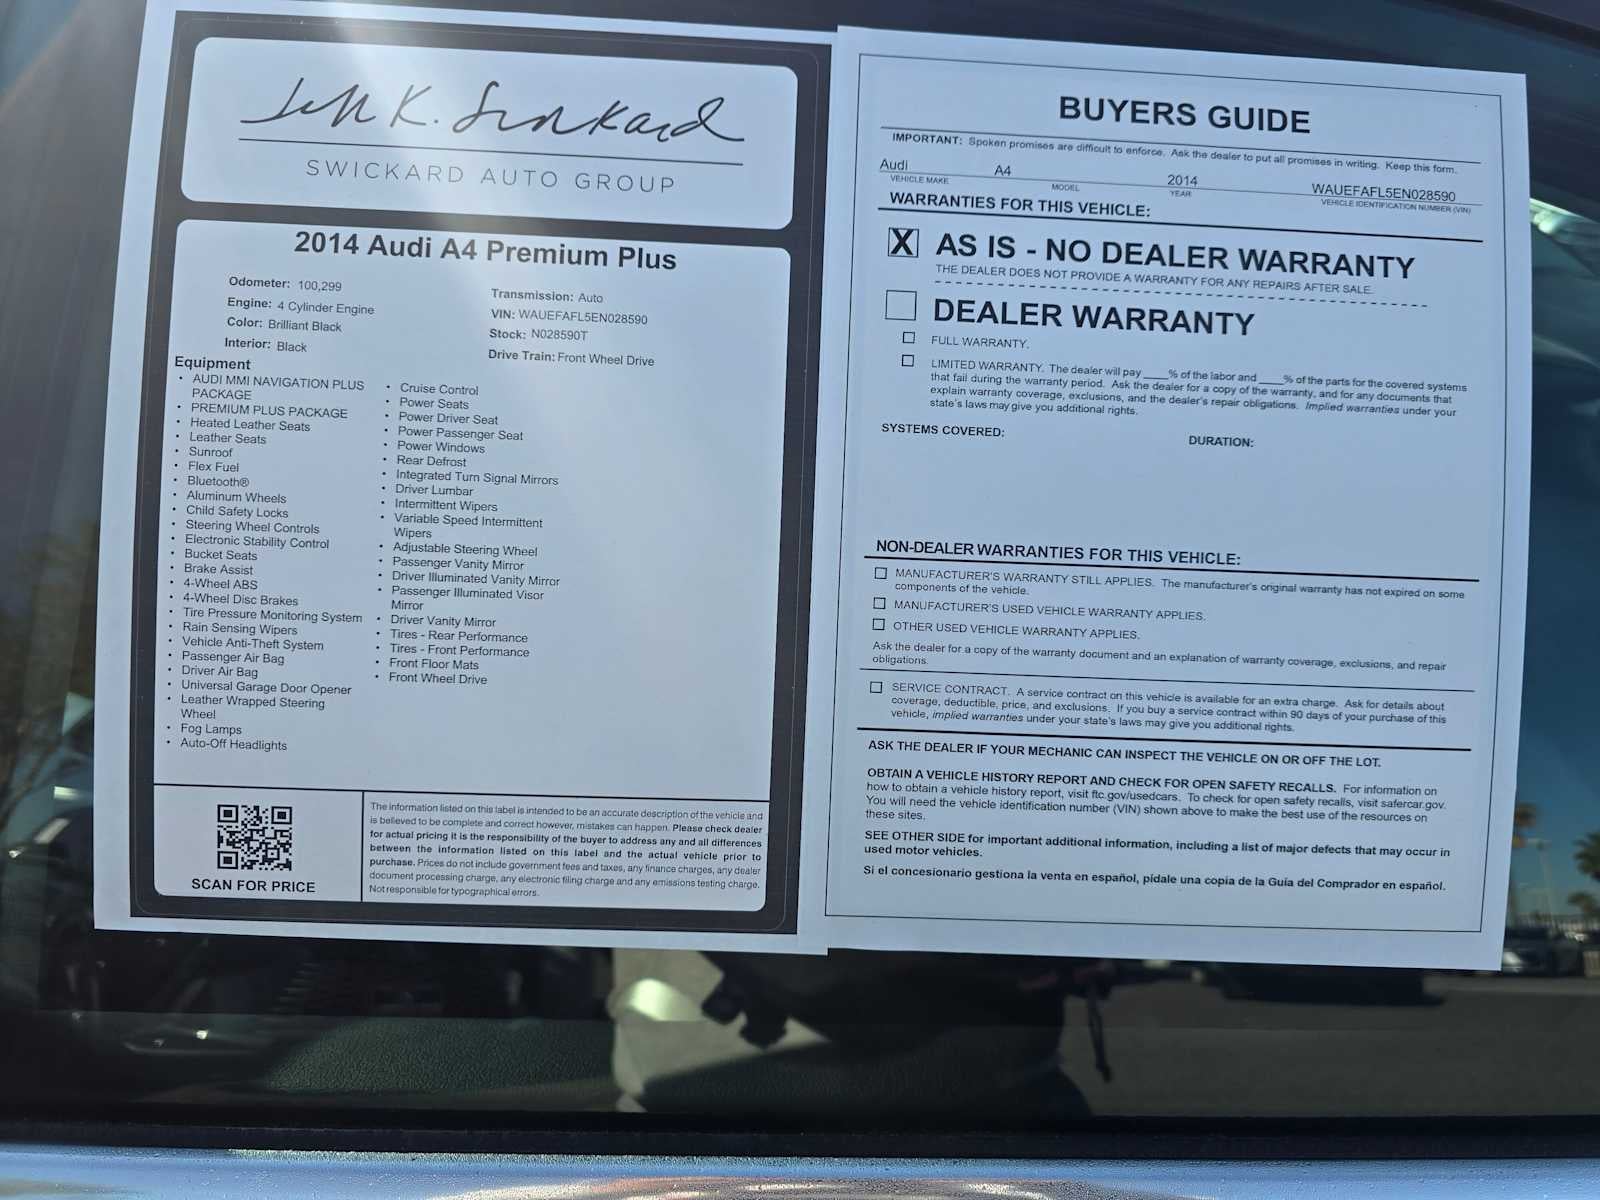 Jeff K. Swickard
SWICKARD AUTO GROUP
2014 Audi A4 Premium Plus
Odometer: 100,299
Engine: 4 Cylinder Engine
Color: Brilliant Black
Interior: Black
Transmission: Auto
VIN: WAUEFAFL5EN028590
Stock: N028590T
Drive Train: Front Wheel Drive
Equipment
• AUDI MMI NAVIGATION PLUS
PACKAGE
• PREMIUM PLUS PACKAGE
• Heated Leather Seats
• Leather Seats
• Sunroof
• Flex Fuel
• Bluetooth®
• Aluminum Wheels
• Child Safety Locks
• Steering Wheel Controls
• Electronic Stability Control
• Bucket Seats
• Brake Assist
• 4-Wheel ABS
• 4-Wheel Disc Brakes
• Tire Pressure Monitoring System
• Rain Sensing Wipers
• Vehicle Anti-Theft System
• Passenger Air Bag
• Driver Air Bag
• Universal Garage Door Opener
• Leather Wrapped Steering
Wheel
• Fog Lamps
• Auto-Off Headlights
• Cruise Control
• Power Seats
• Power Driver Seat
• Power Passenger Seat
• Power Windows
• Rear Defrost
• Integrated Turn Signal Mirrors
• Driver Lumbar
• Intermittent Wipers
• Variable Speed Intermittent
Wipers
• Adjustable Steering Wheel
• Passenger Vanity Mirror
• Driver Illuminated Vanity Mirror
• Passenger Illuminated Visor
Mirror
• Driver Vanity Mirror
• Tires - Rear Performance
• Tires - Front Performance
• Front Floor Mats
• Front Wheel Drive
SCAN FOR PRICE
The information listed on this label is intended to be an accurate description of the vehicle and
is believed to be complete and correct however, mistakes can happen. Please check dealer
for actual pricing it is the responsibility of the buyer to address any and all differences
between the information listed on this label and the actual vehicle prior to
purchase. Prices do not include government fees and taxes, any finance charges, any dealer
document processing charge, any electronic filing charge and any emissions testing charge.
Not responsible for typographical errors.
BUYERS GUIDE
IMPORTANT: Spoken promises are difficult to enforce. Ask the dealer to put all promises in writing. Keep this form.
Audi A4 2014 WAUEFAFL5EN028590
VEHICLE MAKE MODEL YEAR VEHICLE IDENTIFICATION NUMBER (VIN)
WARRANTIES FOR THIS VEHICLE:
X AS IS - NO DEALER WARRANTY
THE DEALER DOES NOT PROVIDE A WARRANTY FOR ANY REPAIRS AFTER SALE.
DEALER WARRANTY
FULL WARRANTY.
LIMITED WARRANTY. The dealer will pay ____% of the labor and ____% of the parts for the covered systems
that fail during the warranty period. Ask the dealer for a copy of the warranty, and for any documents that
explain warranty coverage, exclusions, and the dealer's repair obligations. Implied warranties under your
state's laws may give you additional rights.
SYSTEMS COVERED: DURATION:
NON-DEALER WARRANTIES FOR THIS VEHICLE:
MANUFACTURER'S WARRANTY STILL APPLIES. The manufacturer's original warranty has not expired on some
components of the vehicle.
MANUFACTURER'S USED VEHICLE WARRANTY APPLIES.
OTHER USED VEHICLE WARRANTY APPLIES.
Ask the dealer for a copy of the warranty document and an explanation of warranty coverage, exclusions, and repair
obligations.
SERVICE CONTRACT. A service contract on this vehicle is available for an extra charge. Ask for details about
coverage, deductible, price, and exclusions. If you buy a service contract within 90 days of your purchase of this
vehicle, implied warranties under your state's laws may give you additional rights.
ASK THE DEALER IF YOUR MECHANIC CAN INSPECT THE VEHICLE ON OR OFF THE LOT.
OBTAIN A VEHICLE HISTORY REPORT AND CHECK FOR OPEN SAFETY RECALLS. For information on
how to obtain a vehicle history report, visit ftc.gov/usedcars. To check for open safety recalls, visit safercar.gov.
You will need the vehicle identification number (VIN) shown above to make the best use of the resources on
these sites.
SEE OTHER SIDE for important additional information, including a list of major defects that may occur in
used motor vehicles.
Si el concesionario gestiona la venta en español, pídale una copia de la Guía del Comprador en español.